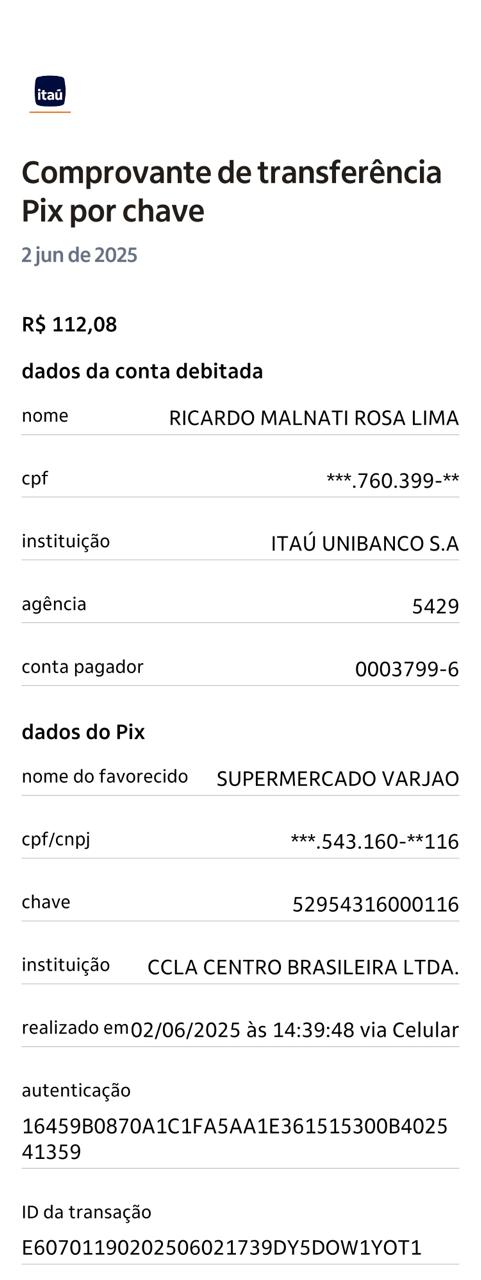 itaú
Comprovante de transferência
Pix por chave
2 jun de 2025
R$ 112,08
dados da conta debitada
nome RICARDO MALNATI ROSA LIMA
cpf ***.760.399-**
instituição ITAÚ UNIBANCO S.A
agência 5429
conta pagador 0003799-6
dados do Pix
nome do favorecido SUPERMERCADO VARJAO
cpf/cnpj ***.543.160-**116
chave 52954316000116
instituição CCLA CENTRO BRASILEIRA LTDA.
realizado em 02/06/2025 às 14:39:48 via Celular
autenticação
16459B0870A1C1FA5AA1E361515300B4025
41359
ID da transação
E60701190202506021739DY5DOW1YOT1